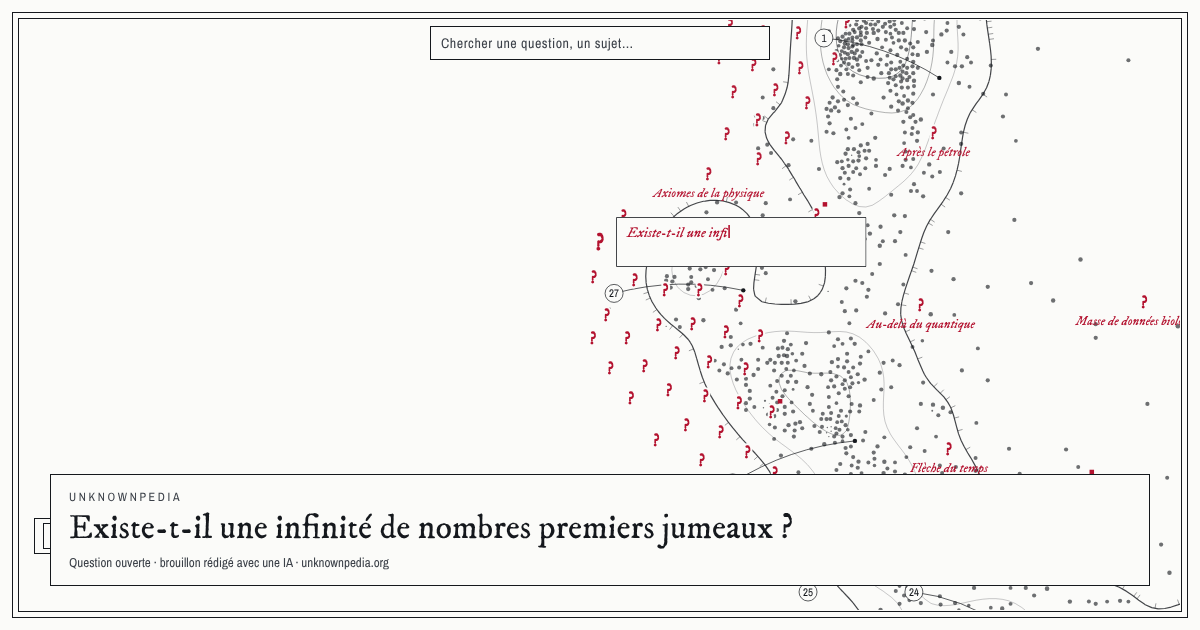 Chercher une question, un sujet...
1
Après le pétrole
Axiomes de la physique
Existe-t-il une infi
27
Au-delà du quantique
Masse de données biol
Flèche du temps
UNKNOWNPEDIA
Existe-t-il une infinité de nombres premiers jumeaux ?
Question ouverte · brouillon rédigé avec une IA · unknownpedia.org
25
24